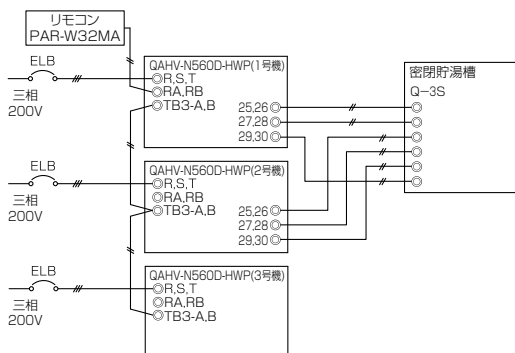 リモコン
PAR-W32MA
ELB
三相
200V
QAHV-N560D-HWP(1号機)
R,S,T
RA,RB
TB3-A,B
25,26
27,28
29,30
密閉貯湯槽
Q-3S
ELB
三相
200V
QAHV-N560D-HWP(2号機)
R,S,T
RA,RB
TB3-A,B
25,26
27,28
29,30
ELB
三相
200V
QAHV-N560D-HWP(3号機)
R,S,T
RA,RB
TB3-A,B